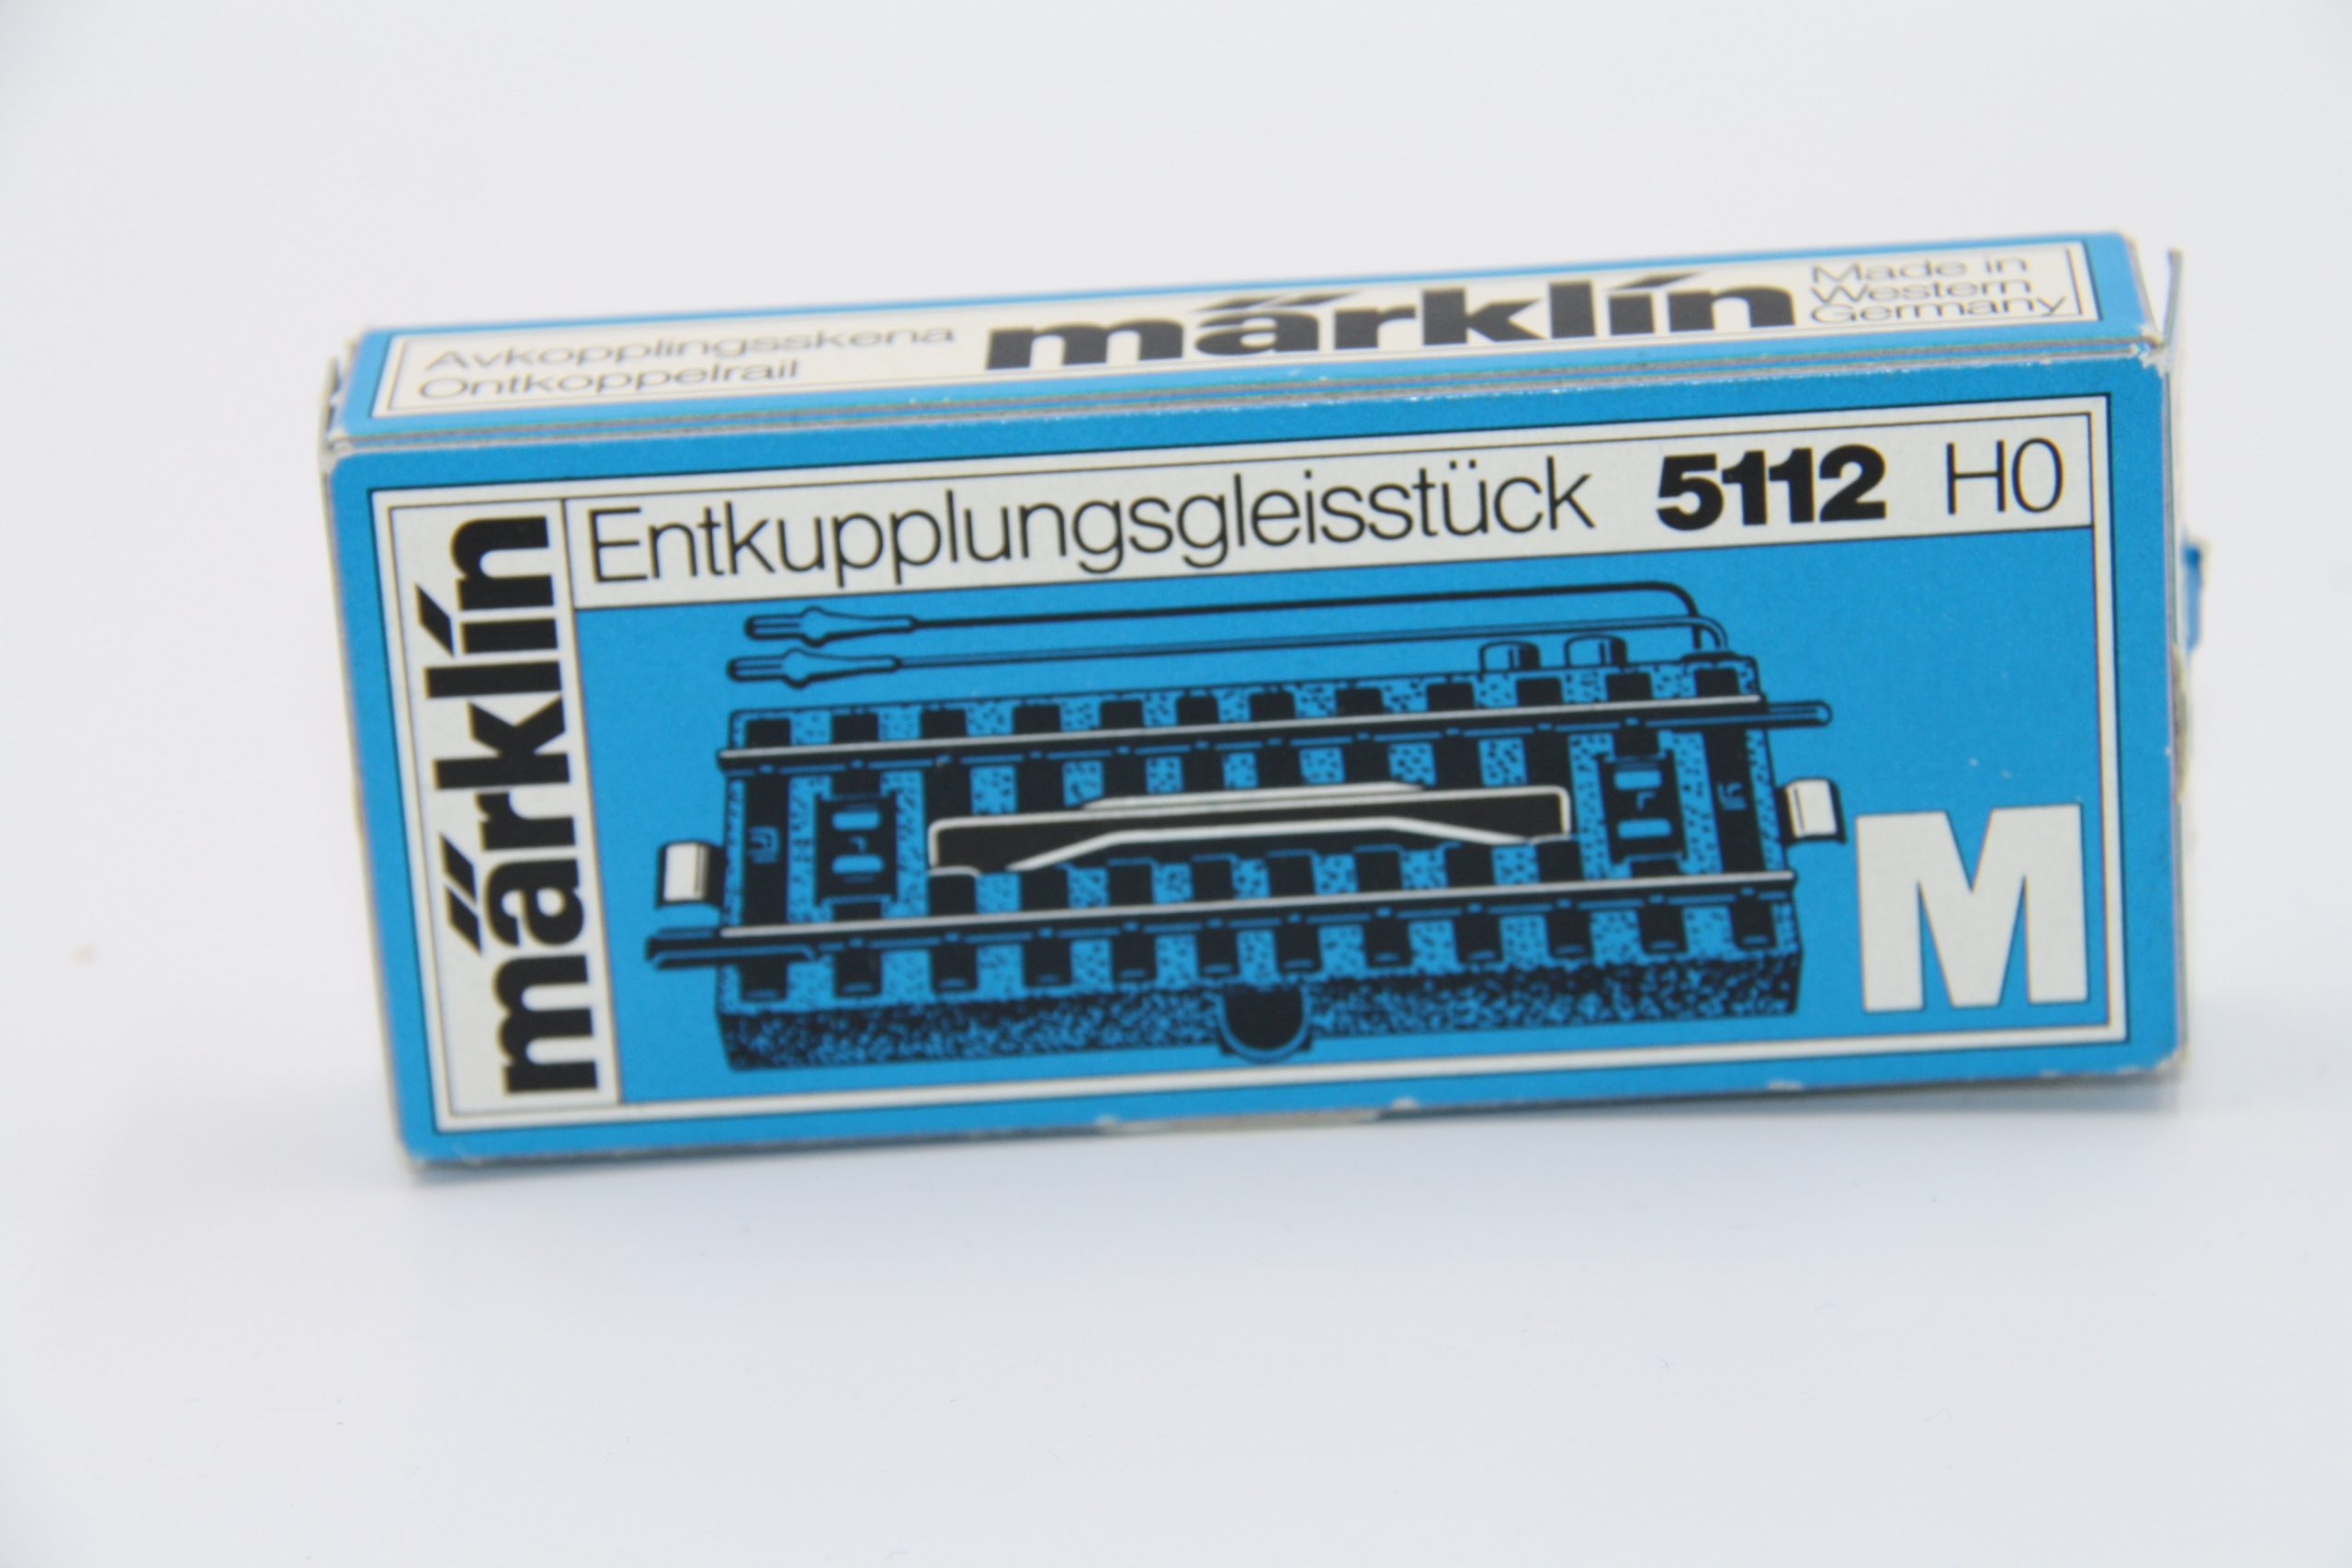 Avkopplingsskena
Ontkoppelrail
märklin
Made in
Western
Germany
märklin
Entkupplungsgleisstück 5112 H0
M